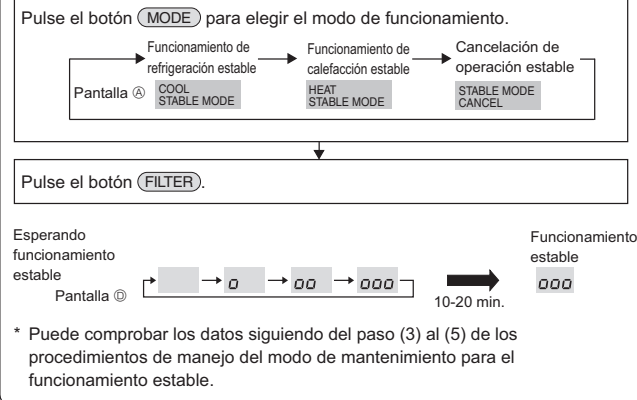 Pulse el botón (MODE) para elegir el modo de funcionamiento.
Funcionamiento de
refrigeración estable
Funcionamiento de
calefacción estable
Cancelación de
operación estable
Pantalla Ⓐ
COOL
STABLE MODE
HEAT
STABLE MODE
STABLE MODE
CANCEL
Pulse el botón (FILTER).
Esperando
funcionamiento
estable
Pantalla Ⓓ
o
oo
ooo
10-20 min.
Funcionamiento
estable
ooo
* Puede comprobar los datos siguiendo del paso (3) al (5) de los
procedimientos de manejo del modo de mantenimiento para el
funcionamiento estable.